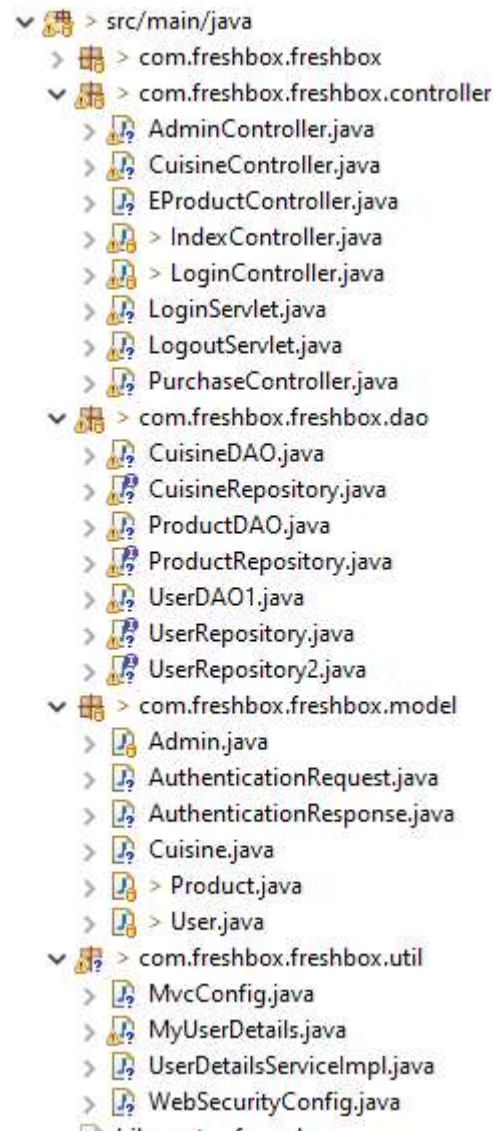 > src/main/java
> com.freshbox.freshbox
> com.freshbox.freshbox.controller
AdminController.java
CuisineController.java
EProductController.java
> IndexController.java
> LoginController.java
LoginServlet.java
LogoutServlet.java
PurchaseController.java
> com.freshbox.freshbox.dao
CuisineDAO.java
CuisineRepository.java
ProductDAO.java
ProductRepository.java
UserDAO1.java
UserRepository.java
UserRepository2.java
> com.freshbox.freshbox.model
Admin.java
AuthenticationRequest.java
AuthenticationResponse.java
Cuisine.java
> Product.java
> User.java
> com.freshbox.freshbox.util
MvcConfig.java
MyUserDetails.java
UserDetailsServiceImpl.java
WebSecurityConfig.java